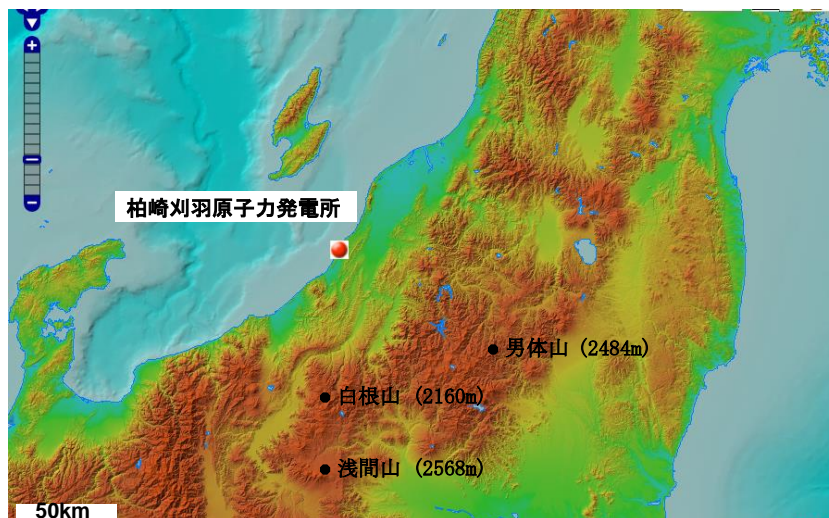 柏崎刈羽原子力発電所
男体山 (2484m)
白根山 (2160m)
浅間山 (2568m)
50km